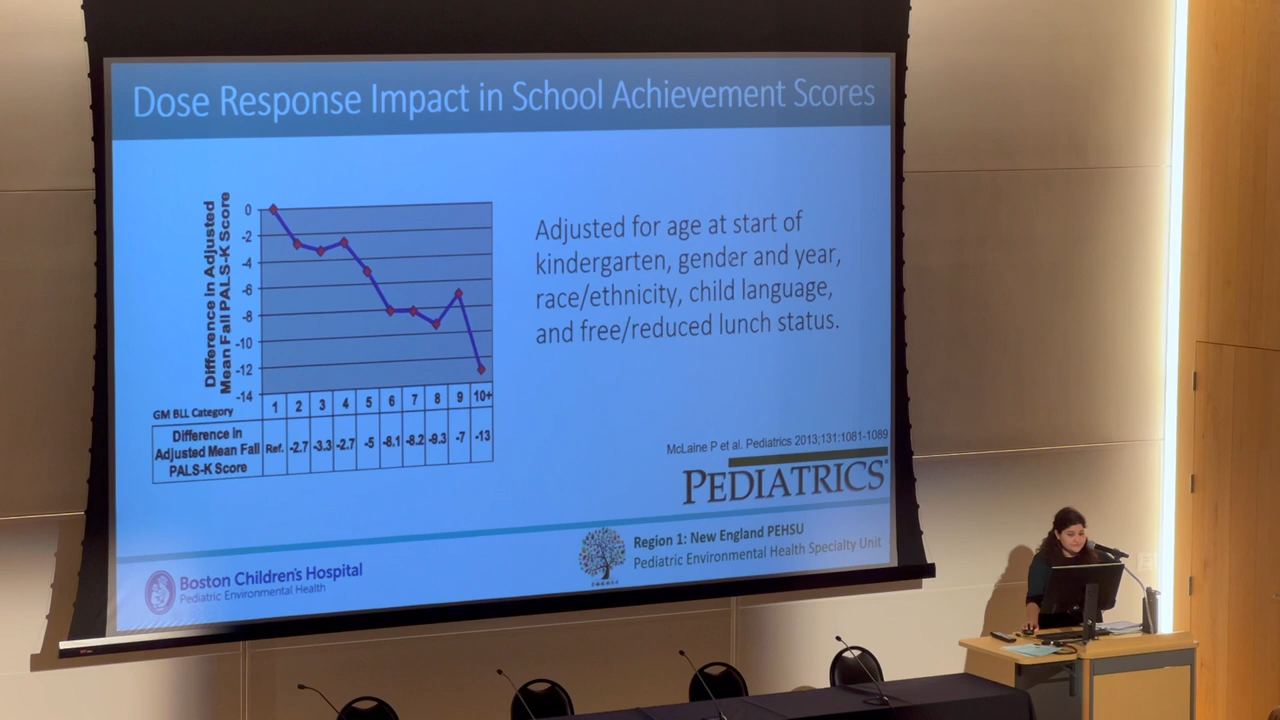 Dose Response Impact in School Achievement Scores
Difference in Adjusted
Mean Fall PALS-K Score
0
-2
-4
-6
-8
-10
-12
-14
GM BLL Category
1 2 3 4 5 6 7 8 9 10+
Difference in
Adjusted Mean Fall
PALS-K Score
Ref. -2.7 -3.3 -2.7 -5 -8.1 -8.2 -9.3 -7 -13
Adjusted for age at start of
kindergarten, gender and year,
race/ethnicity, child language,
and free/reduced lunch status.
McLaine P et al. Pediatrics 2013;131:1081-1089
PEDIATRICS®
Boston Children's Hospital
Pediatric Environmental Health
Region 1: New England PEHSU
Pediatric Environmental Health Specialty Unit